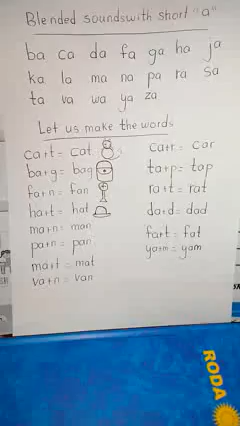 Blended sounds with short "a"
ba ca da fa ga ha ja
ka la ma na pa ra sa
ta va wa ya za
Let us make the words
ca+t = cat
ba+g = bag
fa+n = fan
ha+t = hat
ma+n = man
pa+n = pan
ma+t = mat
va+n = van
ca+r = car
ta+p = tap
ra+t = rat
da+d = dad
fa+t = fat
ya+m = yam
RODA